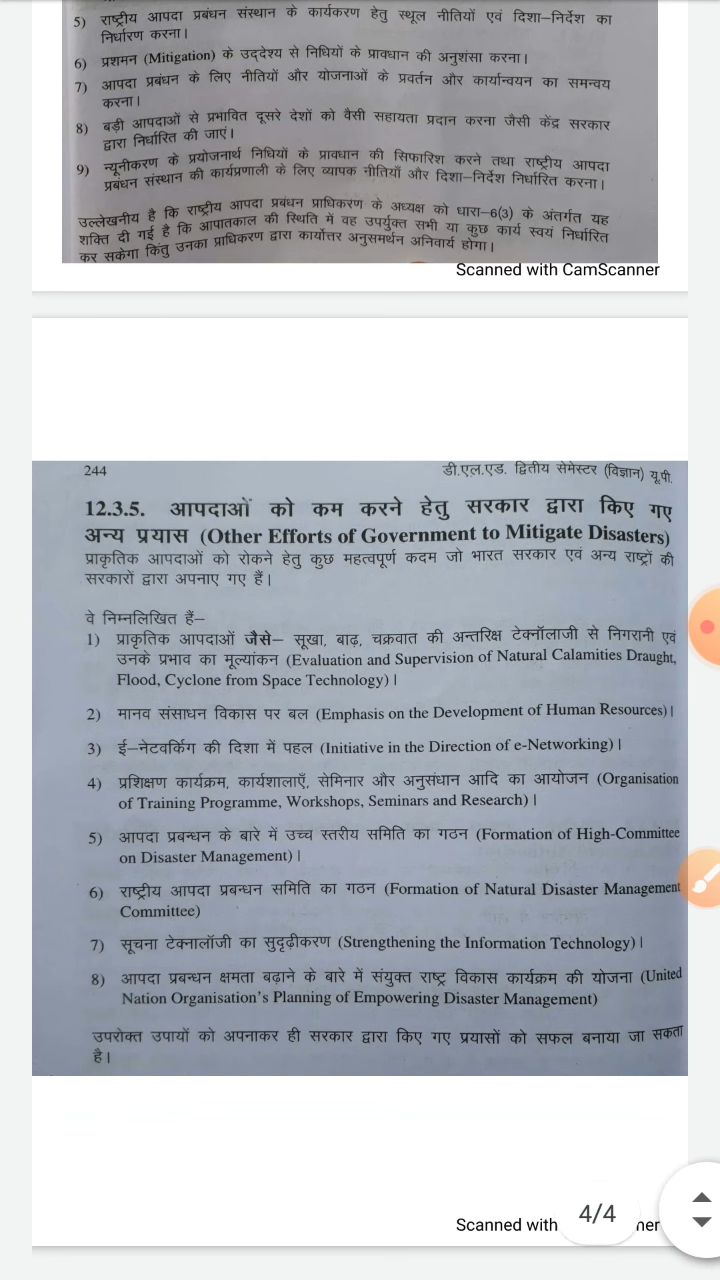 5) राष्ट्रीय आपदा प्रबंधन संस्थान के कार्यकरण हेतु स्थूल नीतियों एवं दिशा–निर्देश का
निर्धारण करना।
6) प्रशमन (Mitigation) के उद्देश्य से निधियों के प्रावधान की अनुशंसा करना।
7) आपदा प्रबंधन के लिए नीतियों और योजनाओं के प्रवर्तन और कार्यान्वयन का समन्वय
करना।
8) बड़ी आपदाओं से प्रभावित दूसरे देशों को वैसी सहायता प्रदान करना जैसी केंद्र सरकार
द्वारा निर्धारित की जाएं।
9) न्यूनीकरण के प्रयोजनार्थ निधियों के प्रावधान की सिफारिश करने तथा राष्ट्रीय आपदा
प्रबंधन संस्थान की कार्यप्रणाली के लिए व्यापक नीतियों और दिशा–निर्देश निर्धारित करना।
उल्लेखनीय है कि राष्ट्रीय आपदा प्रबंधन प्राधिकरण के अध्यक्ष को धारा–6(3) के अंतर्गत यह
शक्ति दी गई है कि आपातकाल की स्थिति में वह उपर्युक्त सभी या कुछ कार्य स्वयं निर्धारित
कर सकेगा किंतु उनका प्राधिकरण द्वारा कार्योत्तर अनुसमर्थन अनिवार्य होगा।
Scanned with CamScanner
244 डी.एल.एड. द्वितीय सेमेस्टर (विज्ञान) यू.पी.
12.3.5. आपदाओं को कम करने हेतु सरकार द्वारा किए गए
अन्य प्रयास (Other Efforts of Government to Mitigate Disasters)
प्राकृतिक आपदाओं को रोकने हेतु कुछ महत्वपूर्ण कदम जो भारत सरकार एवं अन्य राष्ट्रों की
सरकारों द्वारा अपनाए गए हैं।
वे निम्नलिखित हैं–
1) प्राकृतिक आपदाओं जैसे– सूखा, बाढ़, चक्रवात की अन्तरिक्ष टेक्नॉलाजी से निगरानी एवं
उनके प्रभाव का मूल्यांकन (Evaluation and Supervision of Natural Calamities Draught,
Flood, Cyclone from Space Technology)।
2) मानव संसाधन विकास पर बल (Emphasis on the Development of Human Resources)।
3) ई–नेटवर्किग की दिशा में पहल (Initiative in the Direction of e-Networking)।
4) प्रशिक्षण कार्यक्रम, कार्यशालाएँ, सेमिनार और अनुसंधान आदि का आयोजन (Organisation
of Training Programme, Workshops, Seminars and Research)।
5) आपदा प्रबन्धन के बारे में उच्च स्तरीय समिति का गठन (Formation of High-Committee
on Disaster Management)।
6) राष्ट्रीय आपदा प्रबन्धन समिति का गठन (Formation of Natural Disaster Management
Committee)
7) सूचना टेक्नालॉजी का सुदृढ़ीकरण (Strengthening the Information Technology)।
8) आपदा प्रबन्धन क्षमता बढ़ाने के बारे में संयुक्त राष्ट्र विकास कार्यक्रम की योजना (United
Nation Organisation's Planning of Empowering Disaster Management)
उपरोक्त उपायों को अपनाकर ही सरकार द्वारा किए गए प्रयासों को सफल बनाया जा सकता
है।
4/4
Scanned with ner